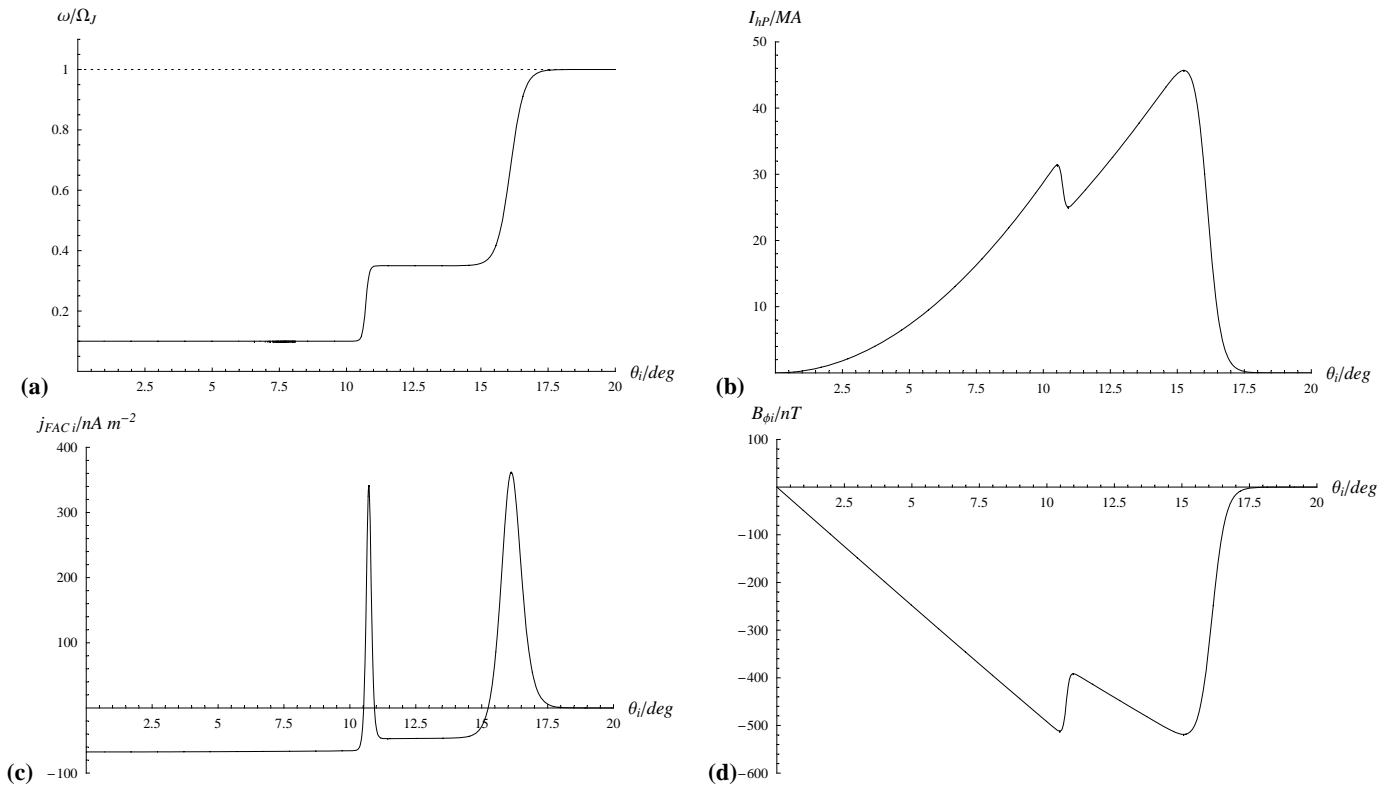 ω/Ω_J
1
0.8
0.6
0.4
0.2
2.5 5 7.5 10 12.5 15 17.5 20
θ_i/deg
(a)
I_hP/MA
50
40
30
20
10
2.5 5 7.5 10 12.5 15 17.5 20
θ_i/deg
(b)
j_FAC i/nA m⁻²
400
300
200
100
−100
2.5 5 7.5 10 12.5 15 17.5 20
θ_i/deg
(c)
B_ϕi/nT
100
−100
−200
−300
−400
−500
−600
2.5 5 7.5 10 12.5 15 17.5 20
θ_i/deg
(d)